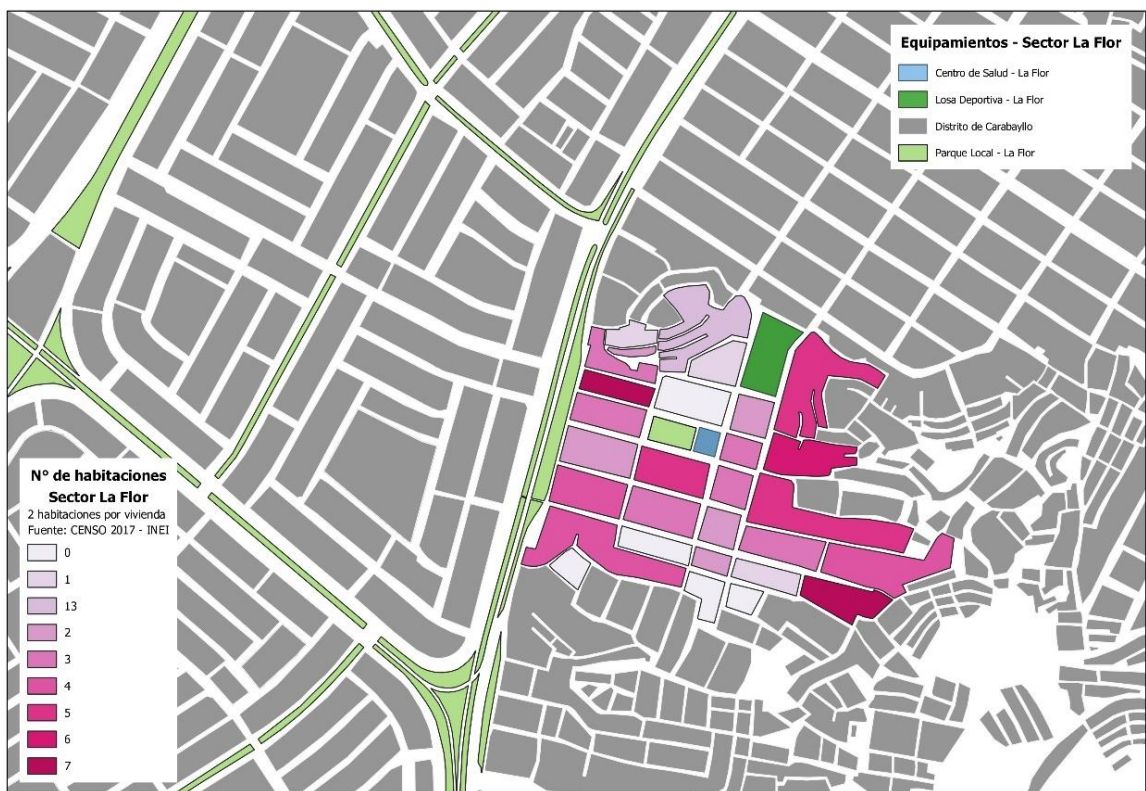 Equipamientos - Sector La Flor
Centro de Salud - La Flor
Losa Deportiva - La Flor
Distrito de Carabayllo
Parque Local - La Flor
N° de habitaciones
Sector La Flor
2 habitaciones por vivienda
Fuente: CENSO 2017 - INEI
0
1
13
2
3
4
5
6
7